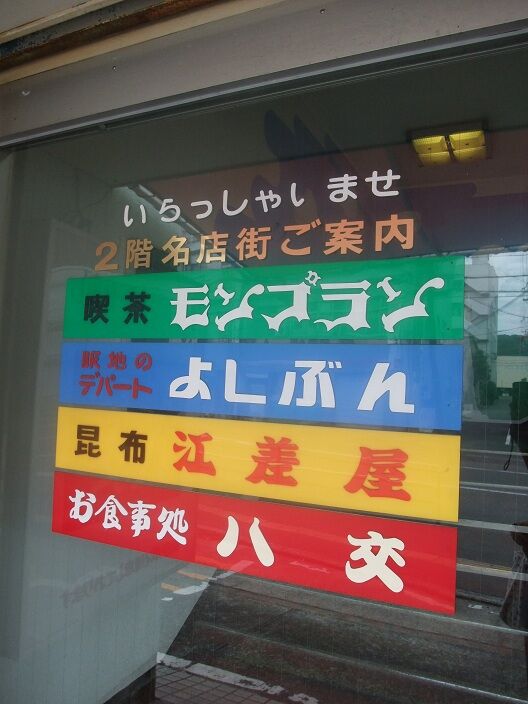 いらっしゃいませ
2階名店街ご案内
喫茶 モンブラン
服地のデパート よしぶん
昆布 江差屋
お食事処 八交